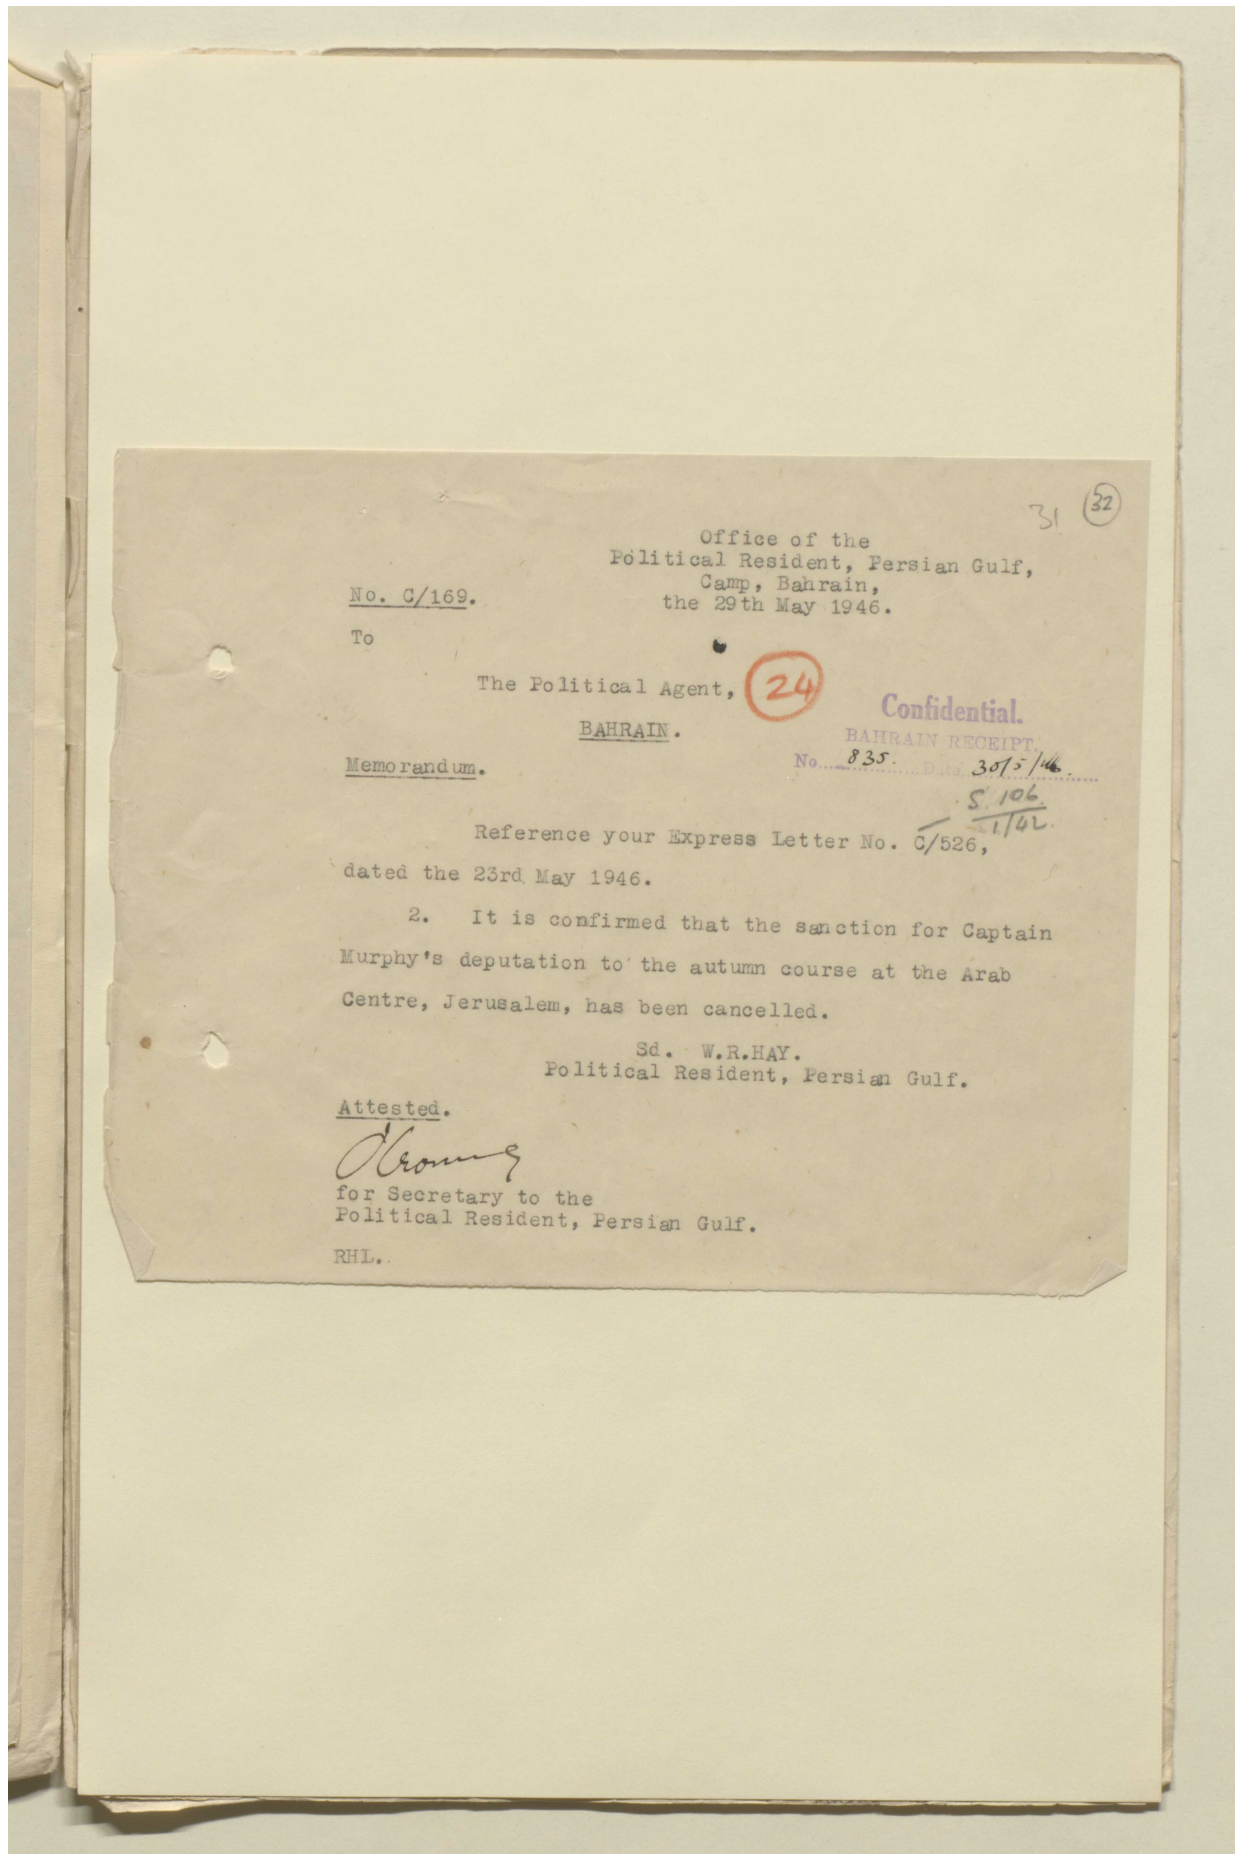 31 32
Office of the
Political Resident, Persian Gulf,
Camp, Bahrain,
No. C/169.
the 29th May 1946.
To
The Political Agent,
24
BAHRAIN.
Confidential.
BAHRAIN RECEIPT.
No. 835. Date 30/5/46.
Memorandum.
S. 106
1/42.
Reference your Express Letter No. C/526,
dated the 23rd May 1946.
2. It is confirmed that the sanction for Captain
Murphy's deputation to the autumn course at the Arab
Centre, Jerusalem, has been cancelled.
Sd. W.R.HAY.
Political Resident, Persian Gulf.
Attested.
for Secretary to the
Political Resident, Persian Gulf.
RHL.